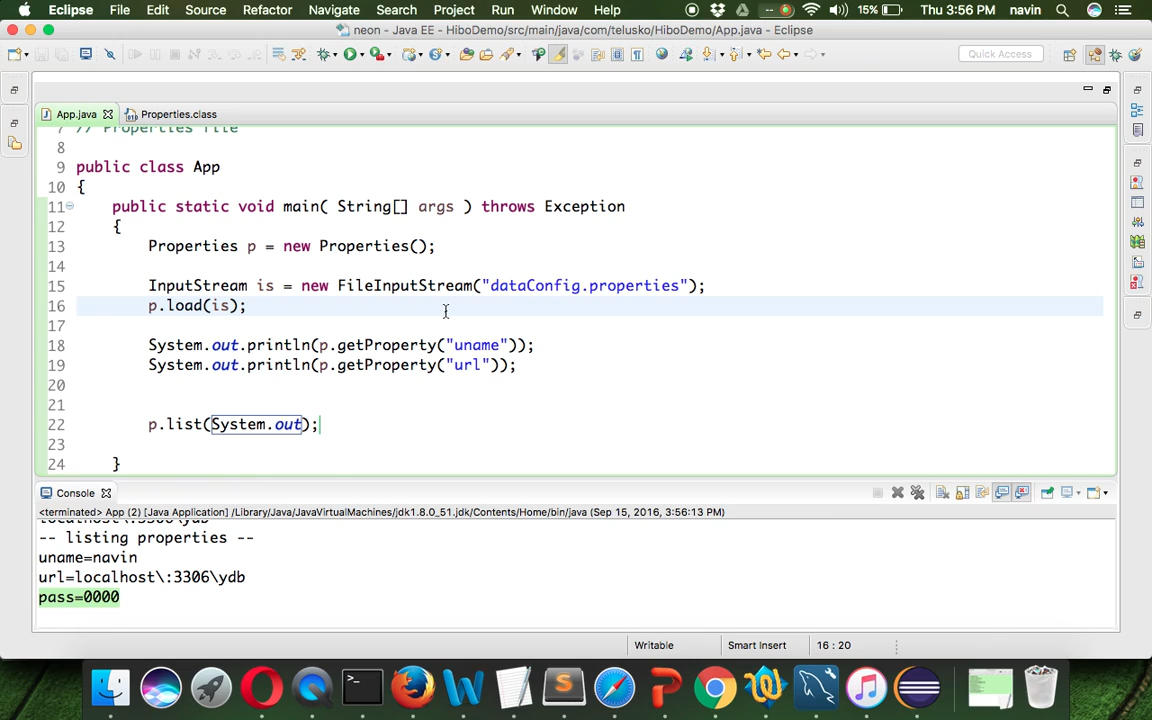 Eclipse File Edit Source Refactor Navigate Search Project Run Window Help 15% Thu 3:56 PM navin
neon - Java EE - HiboDemo/src/main/java/com/telusko/HiboDemo/App.java - Eclipse
Quick Access
App.java Properties.class
7 // Properties file
8
9 public class App
10 {
11 public static void main( String[] args ) throws Exception
12 {
13 Properties p = new Properties();
14
15 InputStream is = new FileInputStream("dataConfig.properties");
16 p.load(is);
17
18 System.out.println(p.getProperty("uname"));
19 System.out.println(p.getProperty("url"));
20
21
22 p.list(System.out);
23
24 }
Console
<terminated> App (2) [Java Application] /Library/Java/JavaVirtualMachines/jdk1.8.0_51.jdk/Contents/Home/bin/java (Sep 15, 2016, 3:56:13 PM)
localhost\:3306\ydb
-- listing properties --
uname=navin
url=localhost\:3306\ydb
pass=0000
Writable Smart Insert 16 : 20